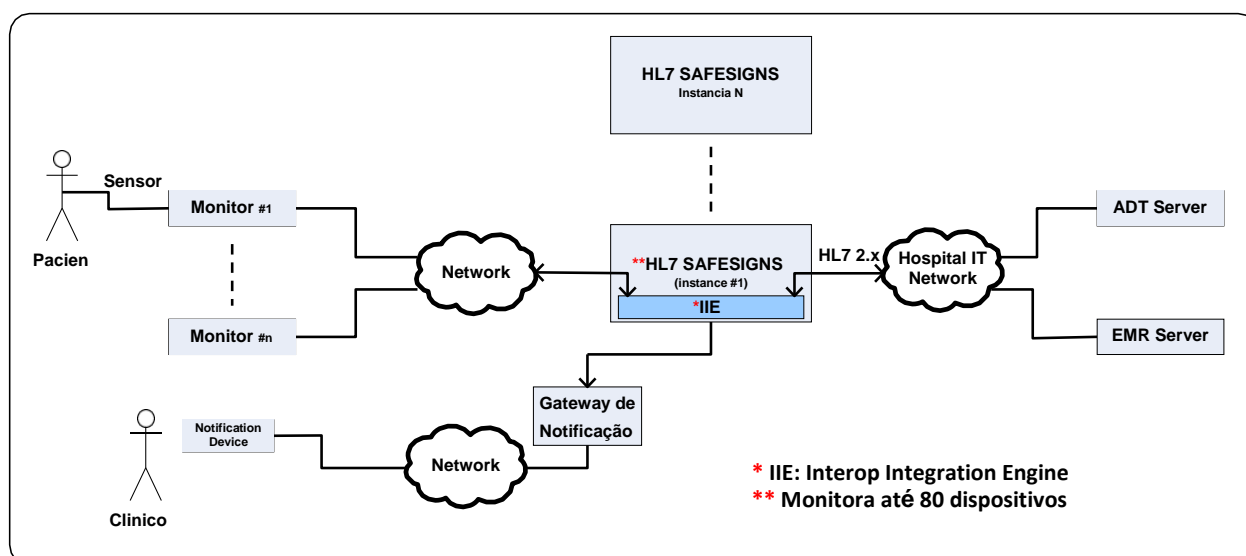 HL7 SAFESIGNS
Instancia N
Sensor
Monitor #1
Pacien
Network
**HL7 SAFESIGNS
(instance #1)
*IIE
HL7 2.x
Hospital IT
Network
ADT Server
Monitor #n
EMR Server
Gateway de
Notificação
Notification
Device
Network
Clinico
* IIE: Interop Integration Engine
** Monitora até 80 dispositivos